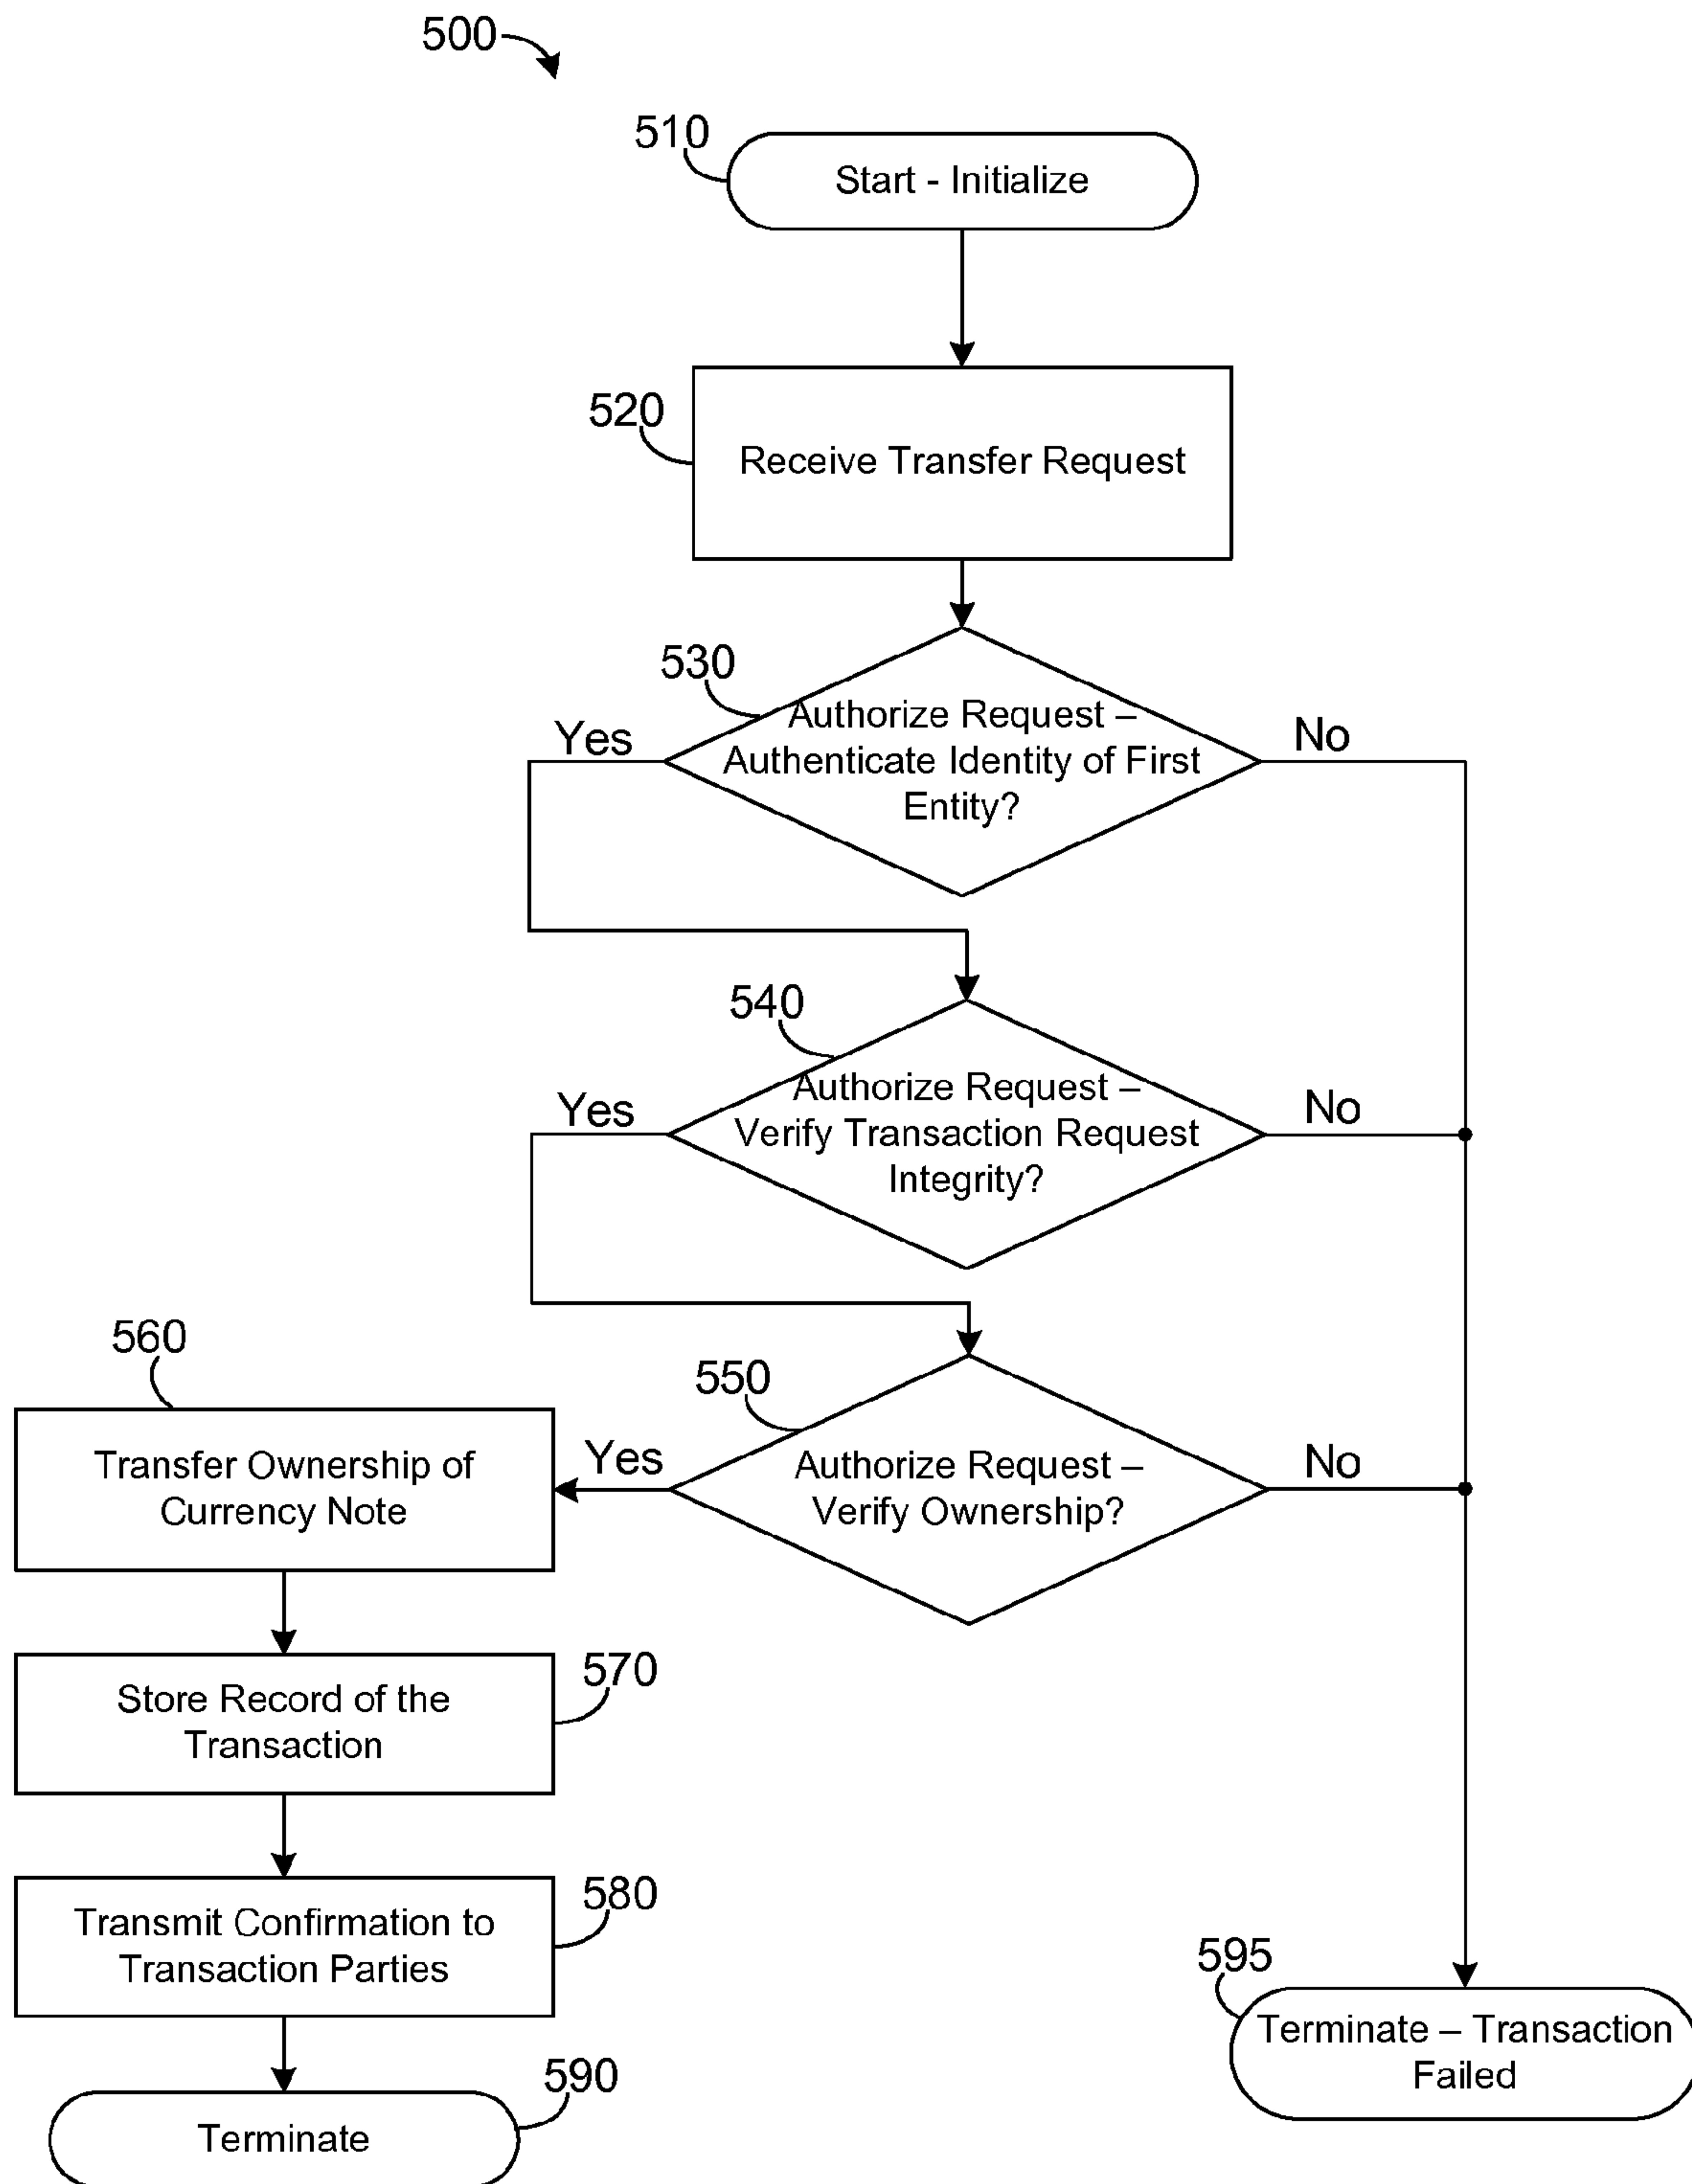 500
510
Start - Initialize
520
Receive Transfer Request
530
Authorize Request –
Authenticate Identity of First
Entity?
Yes
No
540
Authorize Request –
Verify Transaction Request
Integrity?
Yes
No
550
Authorize Request –
Verify Ownership?
Yes
No
560
Transfer Ownership of
Currency Note
570
Store Record of the
Transaction
580
Transmit Confirmation to
Transaction Parties
590
Terminate
595
Terminate – Transaction
Failed